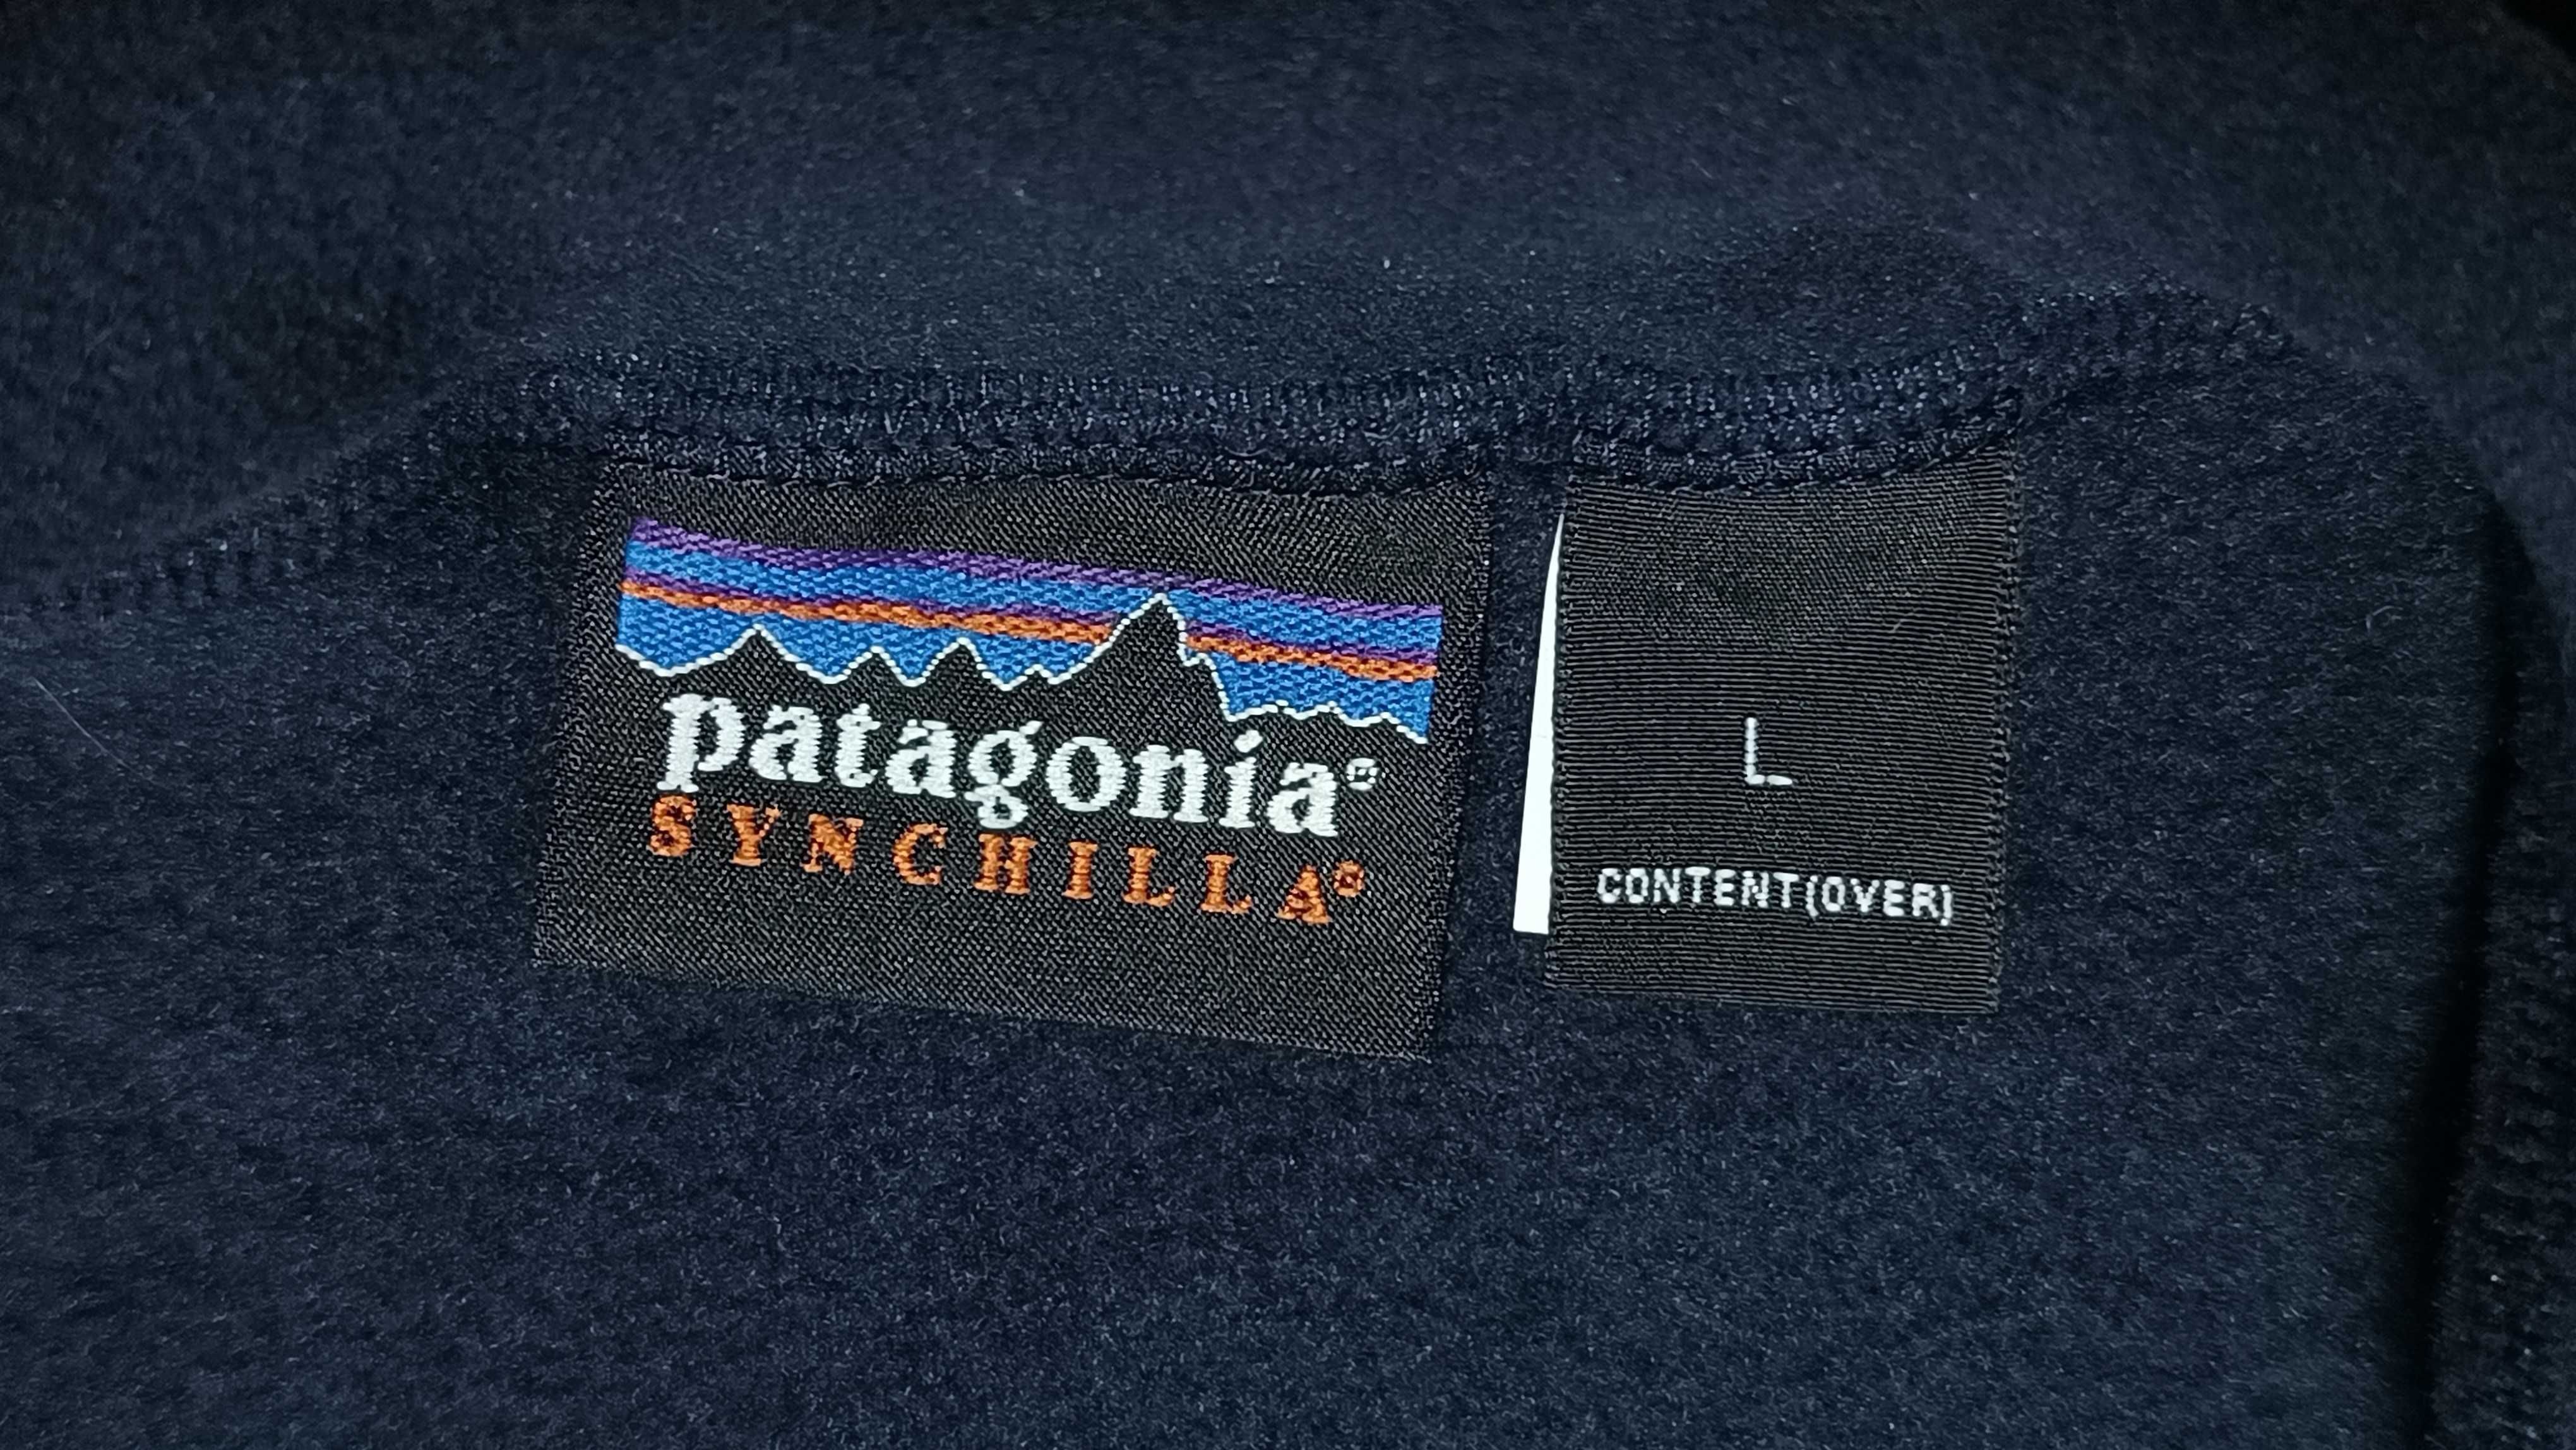 patagonia®
SYNCHILLA®
L
CONTENT(OVER)